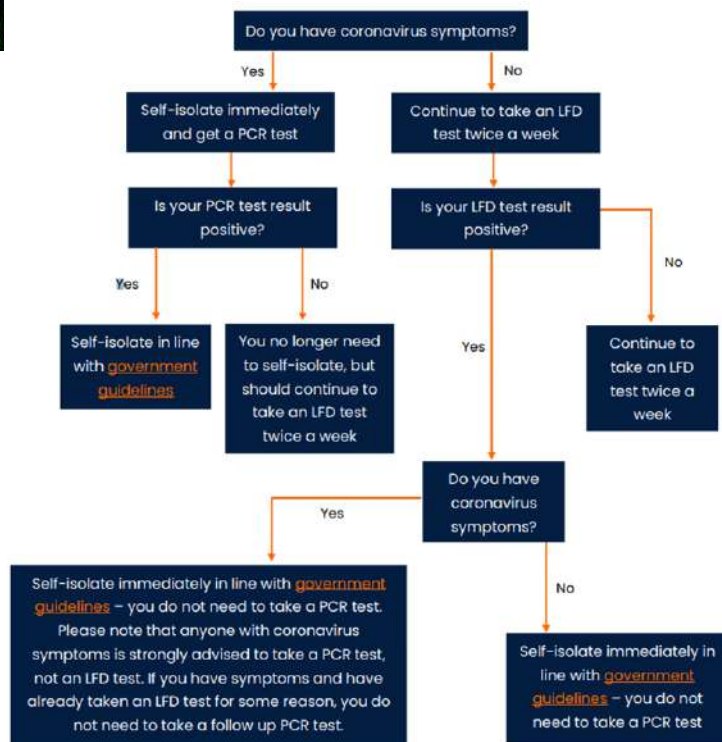 Do you have coronavirus symptoms?
Yes
No
Self-isolate immediately
and get a PCR test
Continue to take an LFD
test twice a week
Is your PCR test result
positive?
Is your LFD test result
positive?
Yes
No
Yes
No
Self-isolate in line
with government
guidelines
You no longer need
to self-isolate, but
should continue to
take an LFD test
twice a week
Continue to
take an LFD
test twice a
week
Do you have
coronavirus
symptoms?
Yes
No
Self-isolate immediately in line with government
guidelines – you do not need to take a PCR test.
Please note that anyone with coronavirus
symptoms is strongly advised to take a PCR test,
not an LFD test. If you have symptoms and have
already taken an LFD test for some reason, you do
not need to take a follow up PCR test.
Self-isolate immediately in
line with government
guidelines – you do not
need to take a PCR test